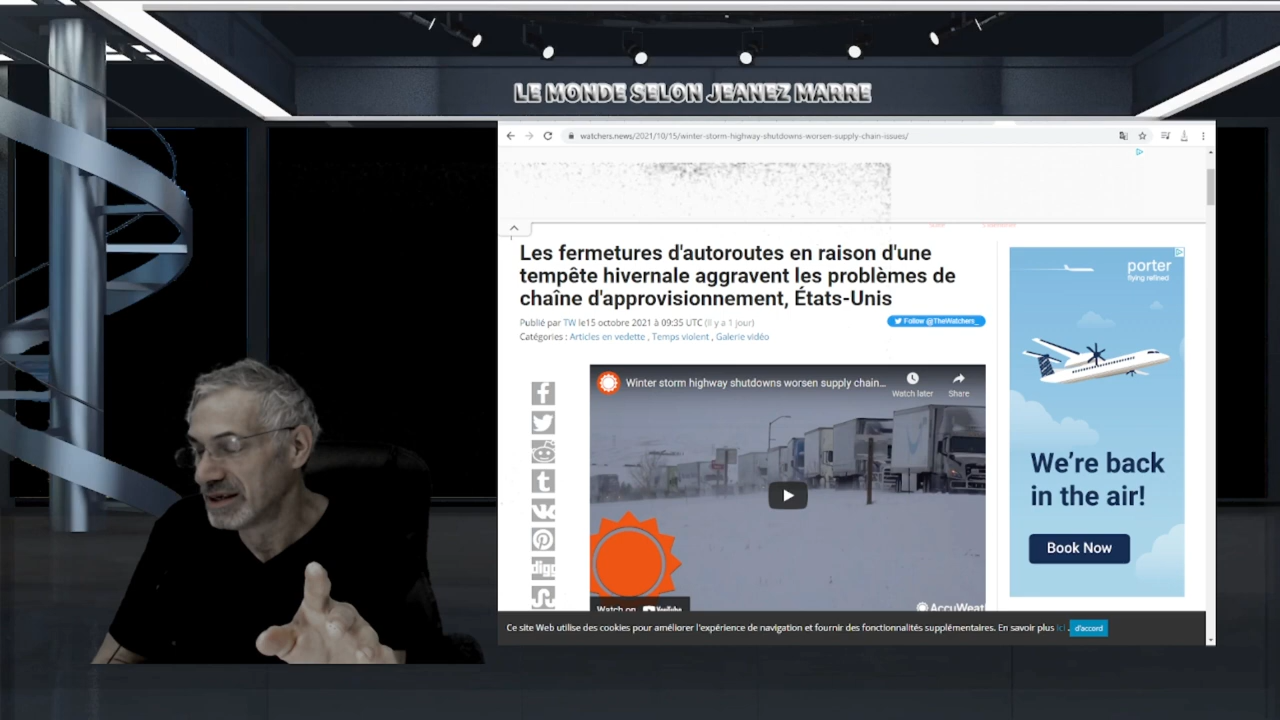 LE MONDE SELON JEANEZ MARRE
watchers.news/2021/10/15/winter-storm-highway-shutdowns-worsen-supply-chain-issues/
Les fermetures d'autoroutes en raison d'une
tempête hivernale aggravent les problèmes de
chaîne d'approvisionnement, États-Unis
Publié par TW le15 octobre 2021 à 09:35 UTC (Il y a 1 jour)
Follow @TheWatchers_
Catégories : Articles en vedette , Temps violent , Galerie vidéo
Winter storm highway shutdowns worsen supply chain...
Watch later
Share
digg
Watch on YouTube
AccuWeat
porter
flying refined
We're back
in the air!
Book Now
Ce site Web utilise des cookies pour améliorer l'expérience de navigation et fournir des fonctionnalités supplémentaires. En savoir plus ici . d'accord